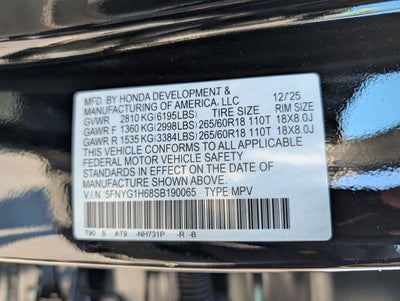 MFD. BY HONDA DEVELOPMENT & 12/25
MANUFACTURING OF AMERICA, LLC
GVWR 2810 KG(6195LBS) TIRE SIZE RIM SIZE
GAWR F 1360 KG(2998LBS) 265/60R18 110T 18X8.0J
GAWR R 1535 KG(3384LBS) 265/60R18 110T 18X8.0J
THIS VEHICLE CONFORMS TO ALL APPLICABLE
FEDERAL MOTOR VEHICLE SAFETY AND THEFT PREVENTION
STANDARDS IN EFFECT ON THE DATE OF MANUFACTURE
SHOWN ABOVE.
V.I.N. 5FNYG1H68SB190065 TYPE MPV
T90 S AT9 -NH731P -R -B